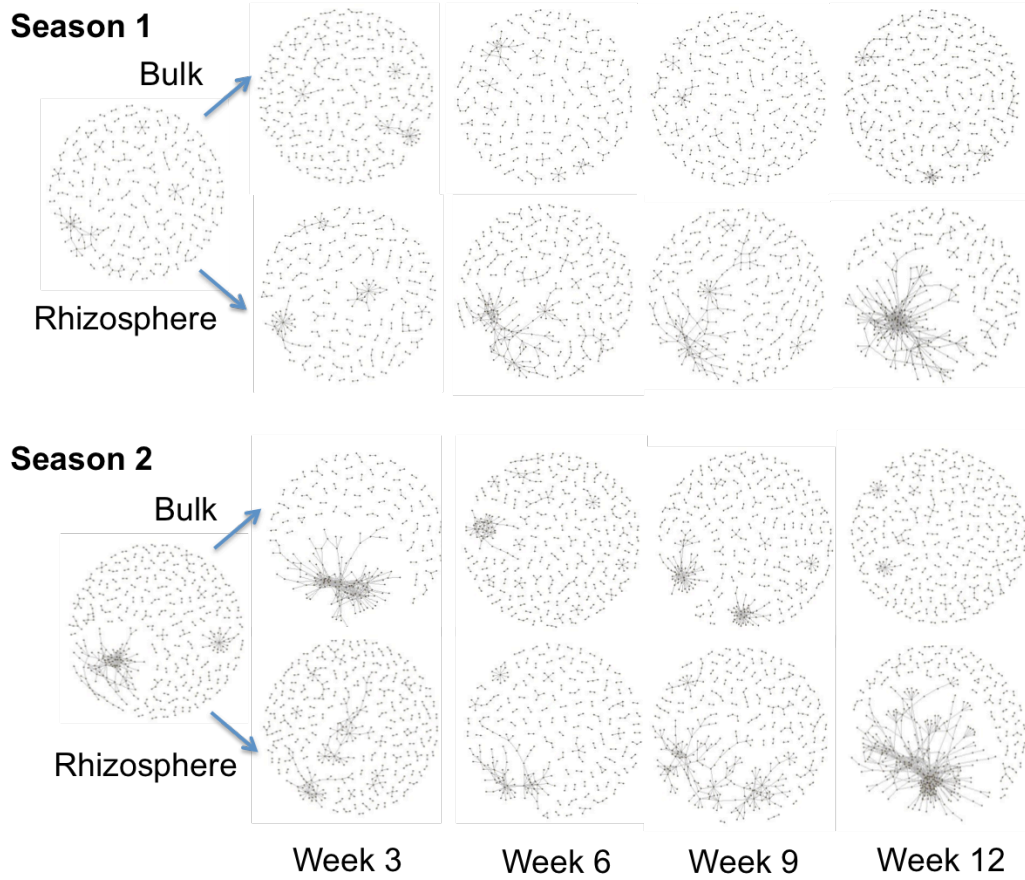 Season 1
Bulk
Rhizosphere
Season 2
Bulk
Rhizosphere
Week 3
Week 6
Week 9
Week 12